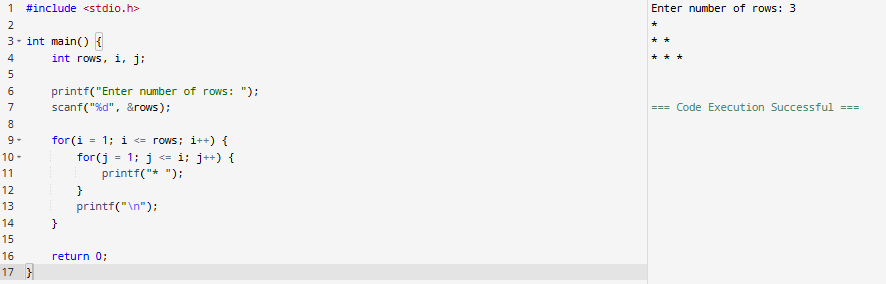 1 #include <stdio.h>
2
3 int main() {
4     int rows, i, j;
5
6     printf("Enter number of rows: ");
7     scanf("%d", &rows);
8
9     for(i = 1; i <= rows; i++) {
10         for(j = 1; j <= i; j++) {
11             printf("* ");
12         }
13         printf("\n");
14     }
15
16     return 0;
17 }
Enter number of rows: 3
*
* *
* * *
=== Code Execution Successful ===